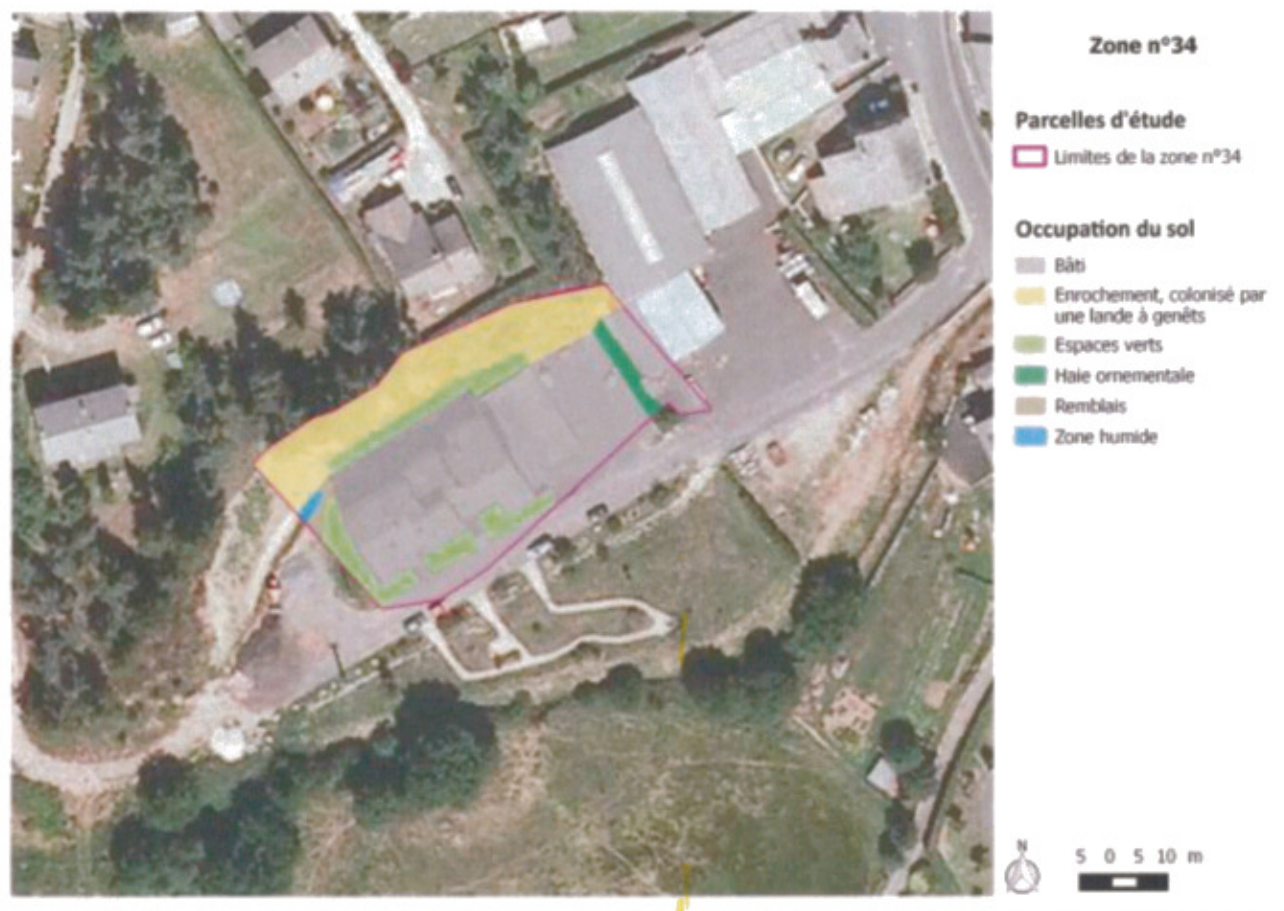 Zone n°34
Parcelles d'étude
Limites de la zone n°34
Occupation du sol
Bâti
Enrochement, colonisé par
une lande à genêts
Espaces verts
Haie ornementale
Remblais
Zone humide
N
5 0 5 10 m